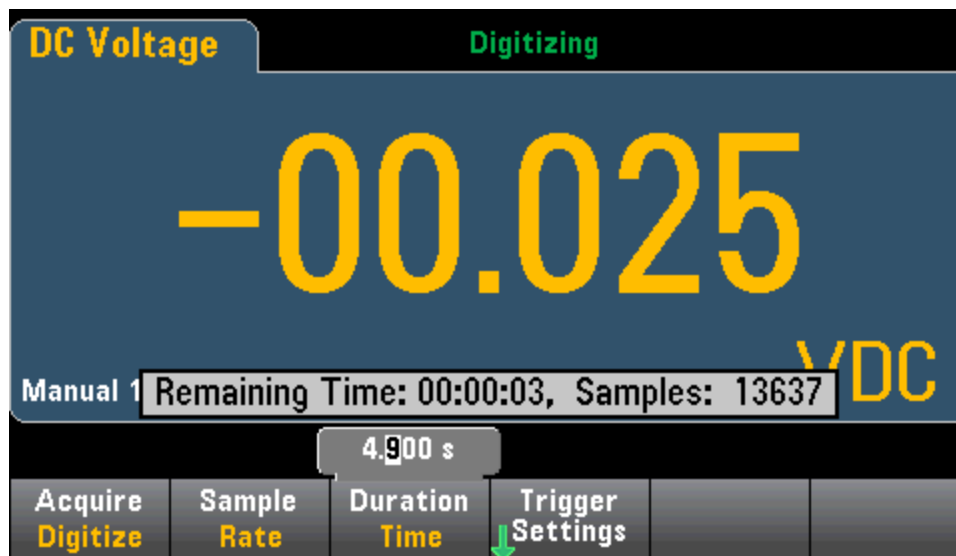 DC Voltage
Digitizing
-00.025
VDC
Manual 1
Remaining Time: 00:00:03, Samples: 13637
4.900 s
Acquire
Digitize
Sample
Rate
Duration
Time
Trigger
Settings